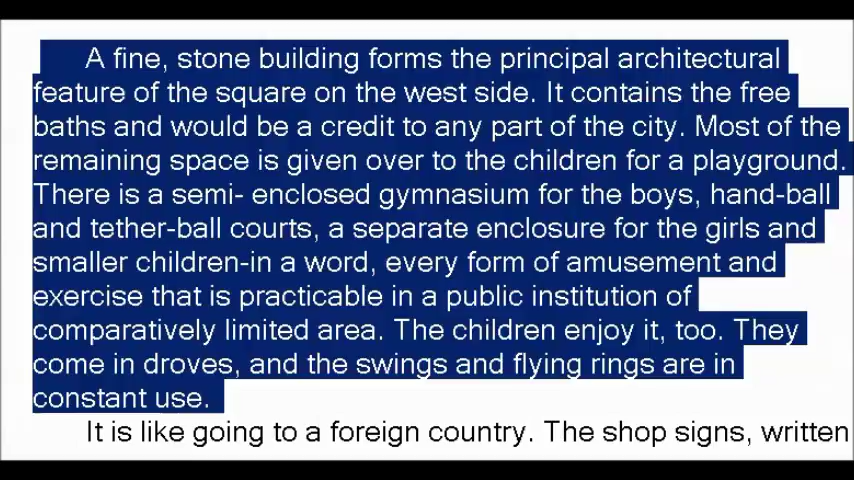 A fine, stone building forms the principal architectural
feature of the square on the west side. It contains the free
baths and would be a credit to any part of the city. Most of the
remaining space is given over to the children for a playground.
There is a semi- enclosed gymnasium for the boys, hand-ball
and tether-ball courts, a separate enclosure for the girls and
smaller children-in a word, every form of amusement and
exercise that is practicable in a public institution of
comparatively limited area. The children enjoy it, too. They
come in droves, and the swings and flying rings are in
constant use.
It is like going to a foreign country. The shop signs, written